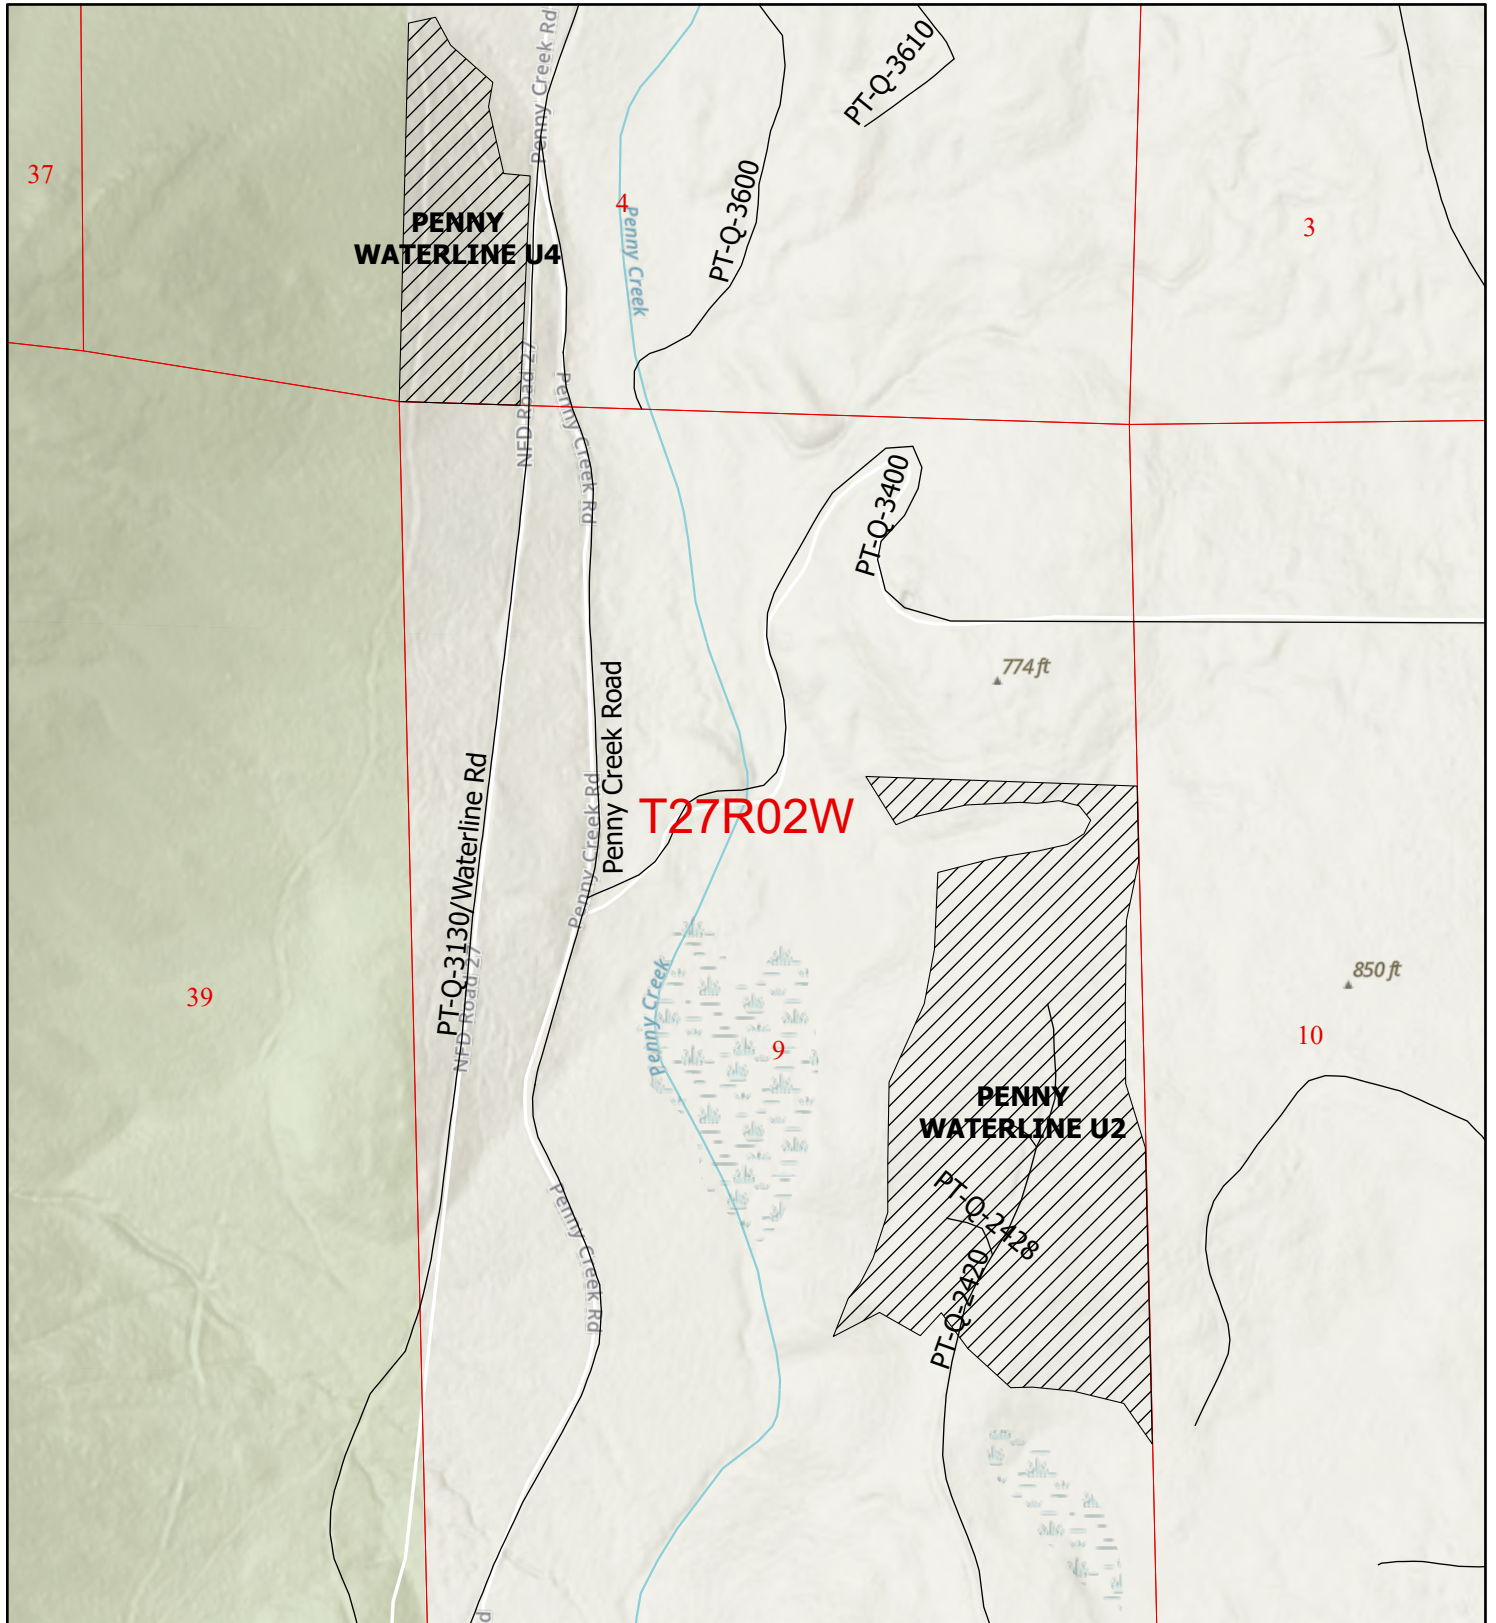 Penny Creek Rd
PT-Q-3610
37
4
PT-Q-3600
3
PENNY
WATERLINE U4
Penny Creek
NFD Road 27
Penny Creek Rd
PT-Q-3400
774 ft
Penny Creek Road
PT-Q-3130/Waterline Rd
Penny Creek Rd
T27R02W
NFD Road 27
39
Penny Creek
9
850 ft
10
PENNY
WATERLINE U2
PT-Q-2428
PT-Q-2420
Penny Creek Rd
d